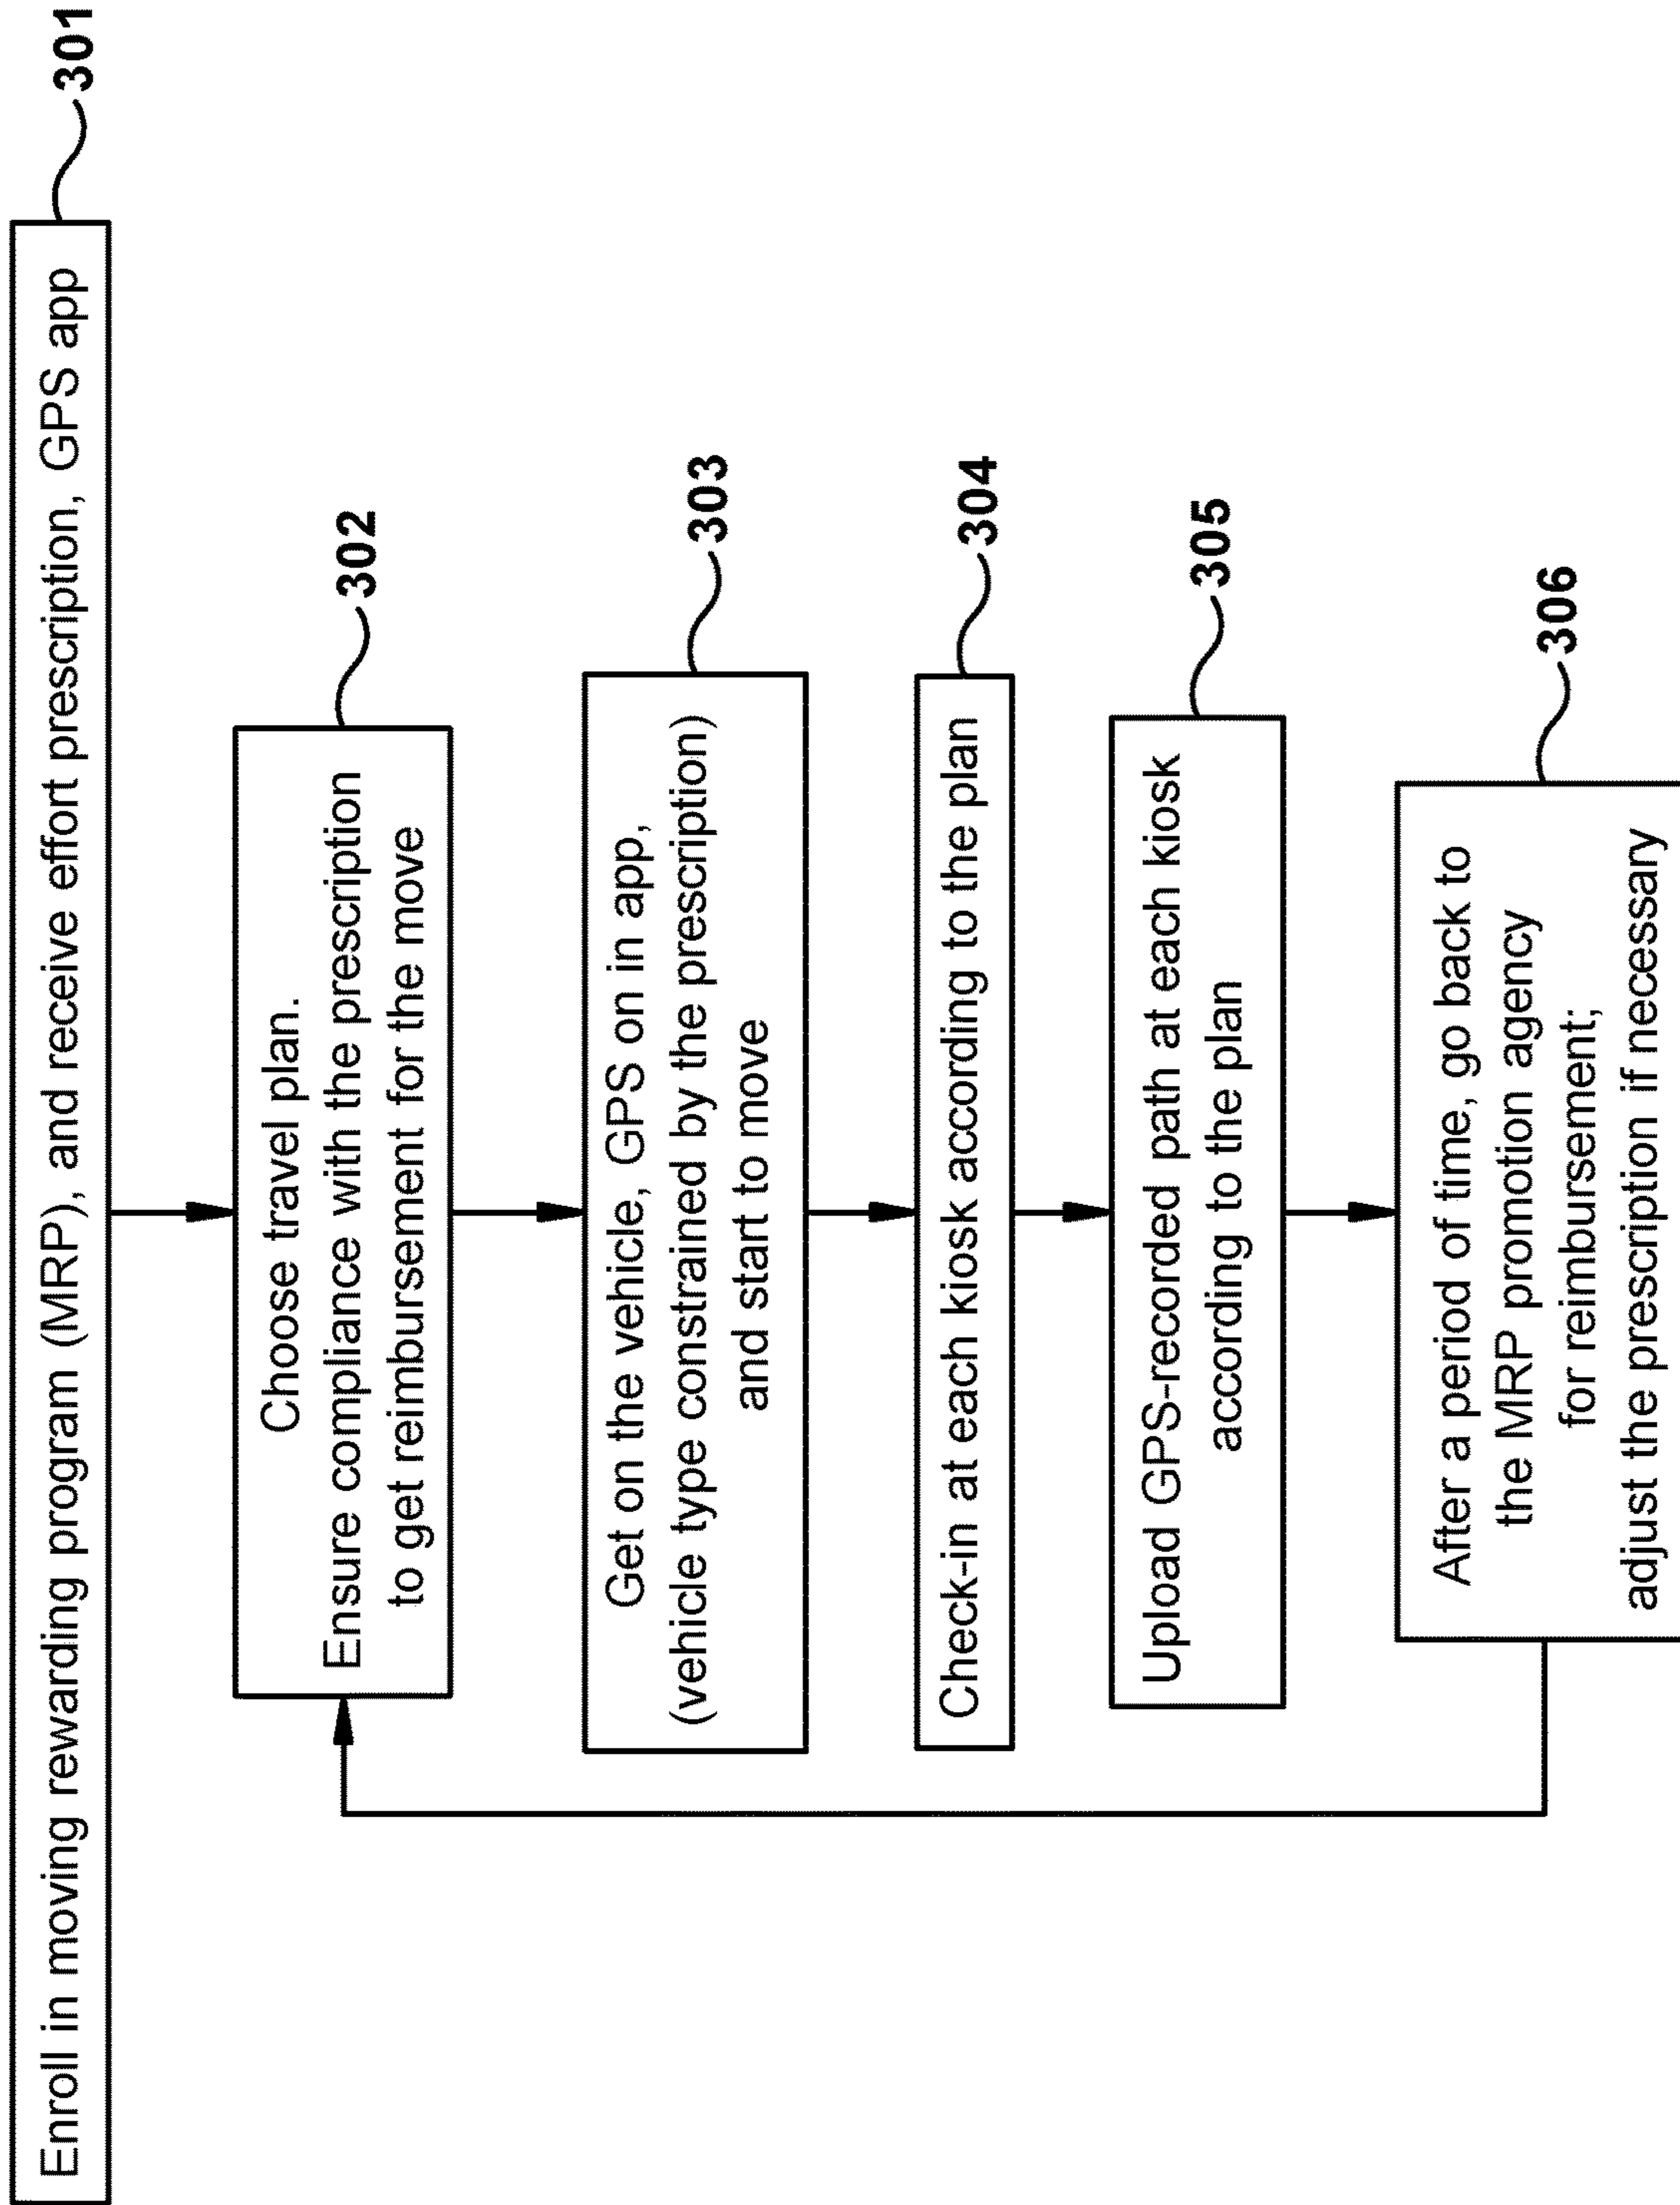 Enroll in moving rewarding program (MRP), and receive effort prescription, GPS app
301
Choose travel plan.
Ensure compliance with the prescription
to get reimbursement for the move
302
Get on the vehicle, GPS on in app,
(vehicle type constrained by the prescription)
and start to move
303
Check-in at each kiosk according to the plan
304
Upload GPS-recorded path at each kiosk
according to the plan
305
After a period of time, go back to
the MRP promotion agency
for reimbursement;
adjust the prescription if necessary
306